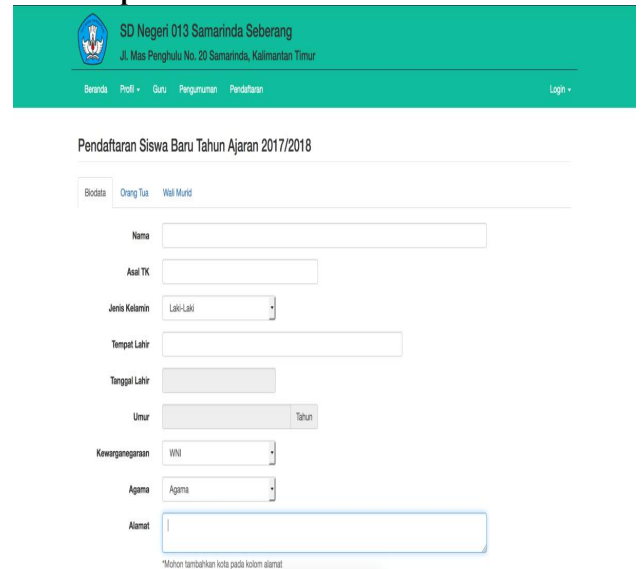 SD Negeri 013 Samarinda Seberang
Jl. Mas Penghulu No. 20 Samarinda, Kalimantan Timur
Beranda Profil Guru Pengumuman Pendaftaran Login
Pendaftaran Siswa Baru Tahun Ajaran 2017/2018
Biodata Orang Tua Wali Murid
Nama
Asal TK
Jenis Kelamin Laki-Laki
Tempat Lahir
Tanggal Lahir
Umur Tahun
Kewarganegaraan WNI
Agama Agama
Alamat
*Mohon tambahkan kota pada kolom alamat